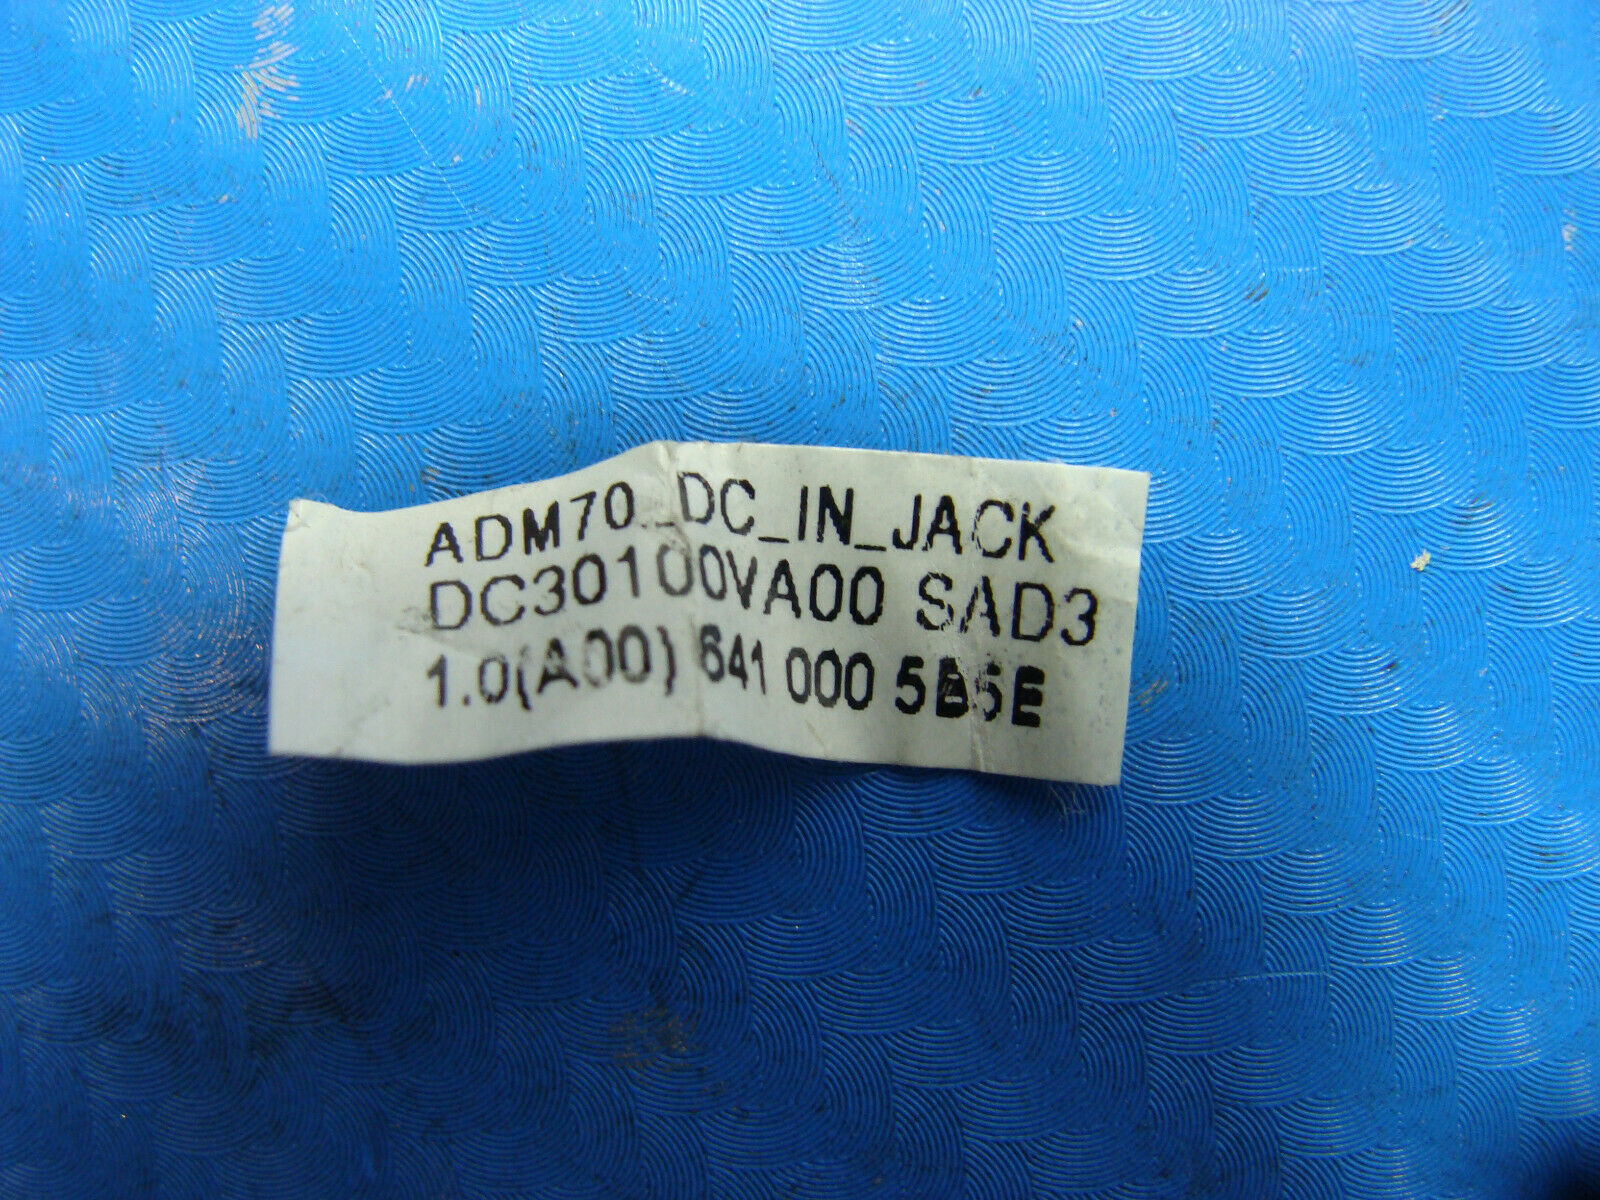 ADM70_DC_IN_JACK
DC30100VA00 SAD3
1.0(A00) 641 000 5B5E